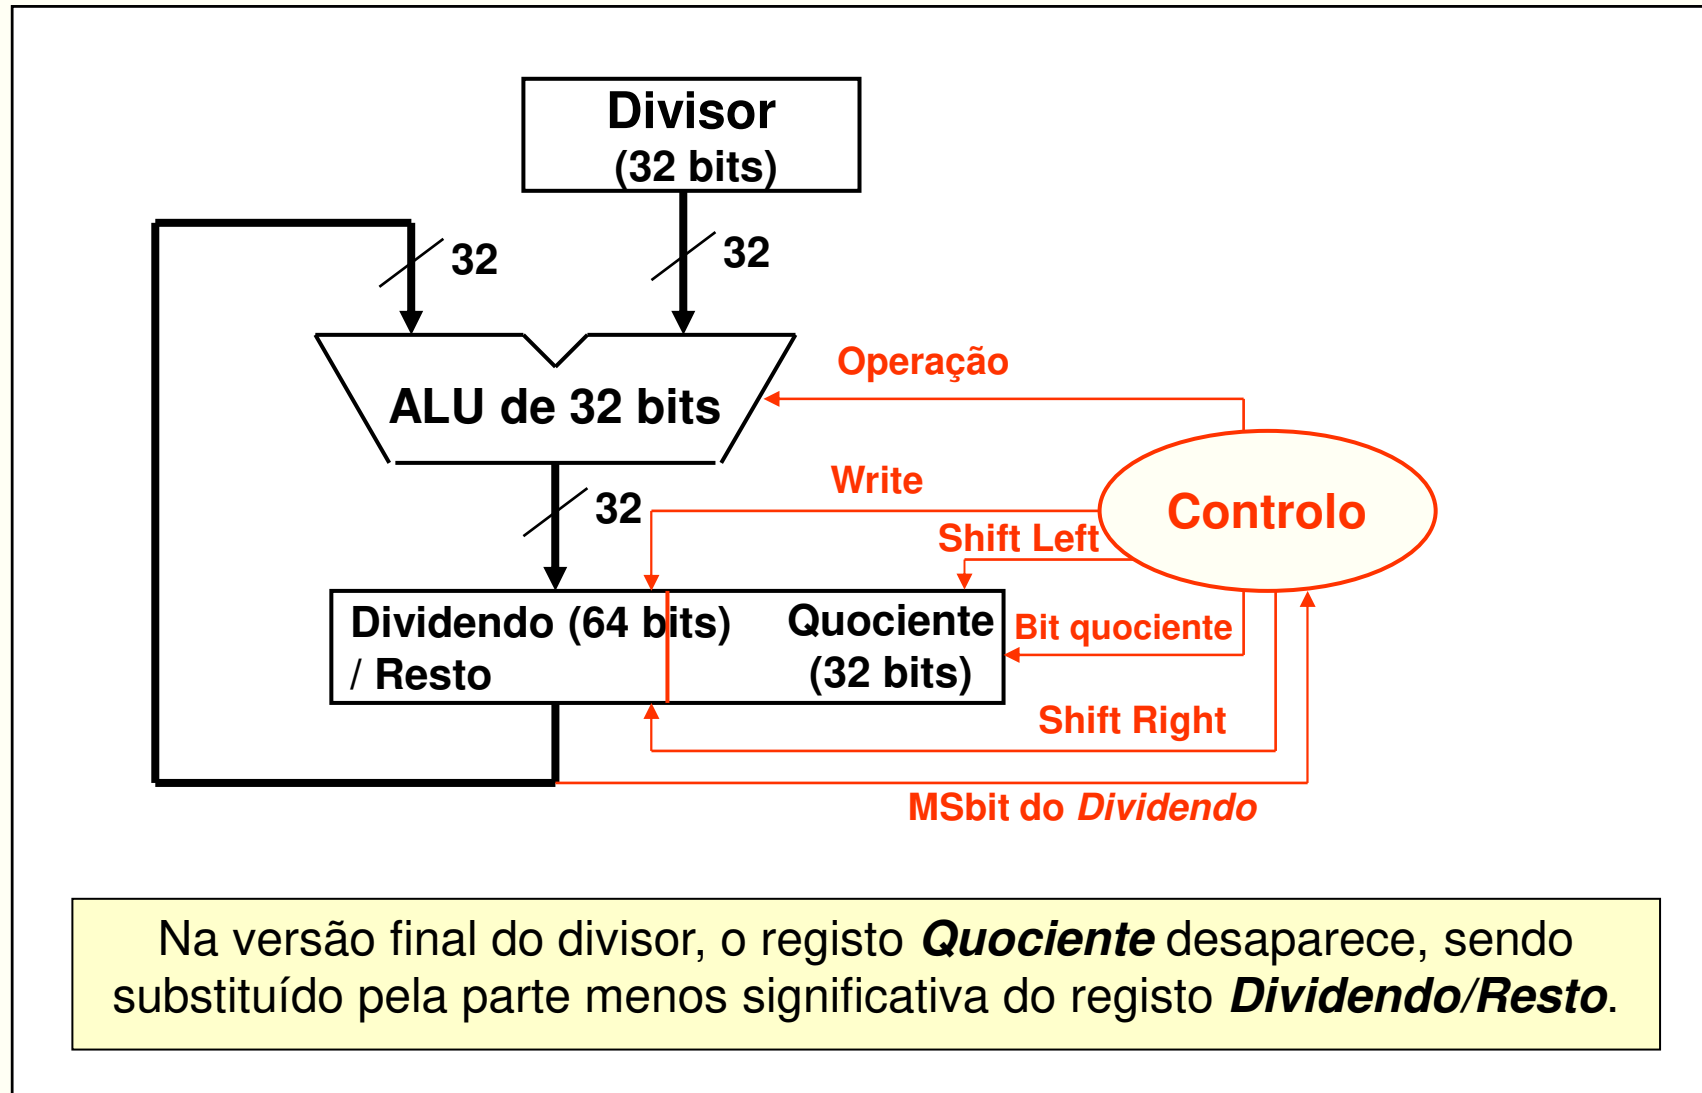 Divisor
(32 bits)
32
32
Operação
ALU de 32 bits
Write
32
Controlo
Shift Left
Dividendo (64 bits)
/ Resto
Quociente
(32 bits)
Bit quociente
Shift Right
MSbit do Dividendo
Na versão final do divisor, o registo Quociente desaparece, sendo
substituído pela parte menos significativa do registo Dividendo/Resto.